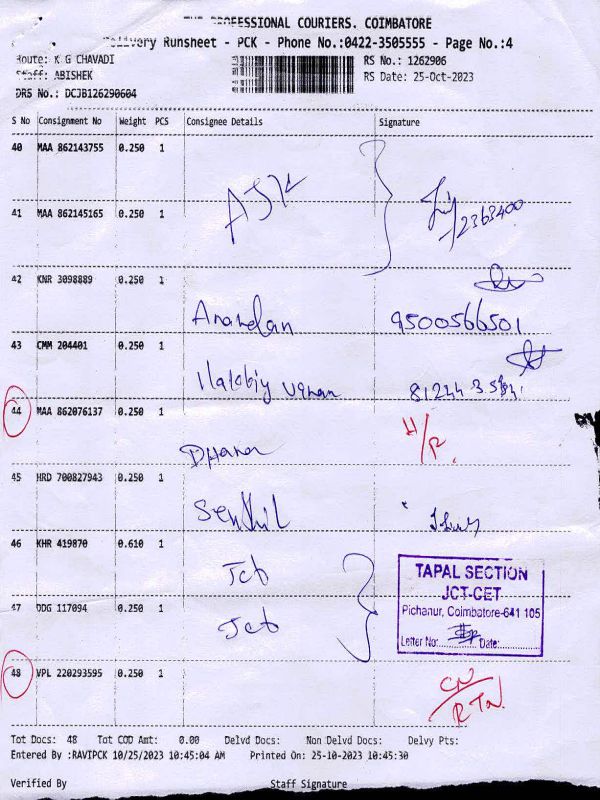 THE PROFESSIONAL COURIERS. COIMBATORE
Delivery Runsheet - PCK - Phone No.:0422-3505555 - Page No.:4
Route: K G CHAVADI
RS No.: 1262906
Staff: ABISHEK
RS Date: 25-Oct-2023
DRS No.: DCJB126290604
S No Consignment No Weight PCS Consignee Details Signature
40 MAA 862143755 0.250 1
AJK
41 MAA 862145165 0.250 1
2363400
42 KNR 3098889 0.250 1
Anandan 9500566501
43 CMM 204401 0.250 1
44 MAA 862076137 0.250 1
H/R.
Dhana
45 HRD 700827943 0.250 1
Senthil
46 KHR 419870 0.610 1
Jct
TAPAL SECTION
JCT-CET
Pichanur, Coimbatore-641 105
Letter No: Date:
47 DDG 117094 0.250 1
Jct
48 VPL 220293595 0.250 1
CN
RTN
Tot Docs: 48 Tot COD Amt: 0.00 Delvd Docs: Non Delvd Docs: Delvy Pts:
Entered By :RAVIPCK 10/25/2023 10:45:04 AM Printed On: 25-10-2023 10:45:30
Verified By Staff Signature